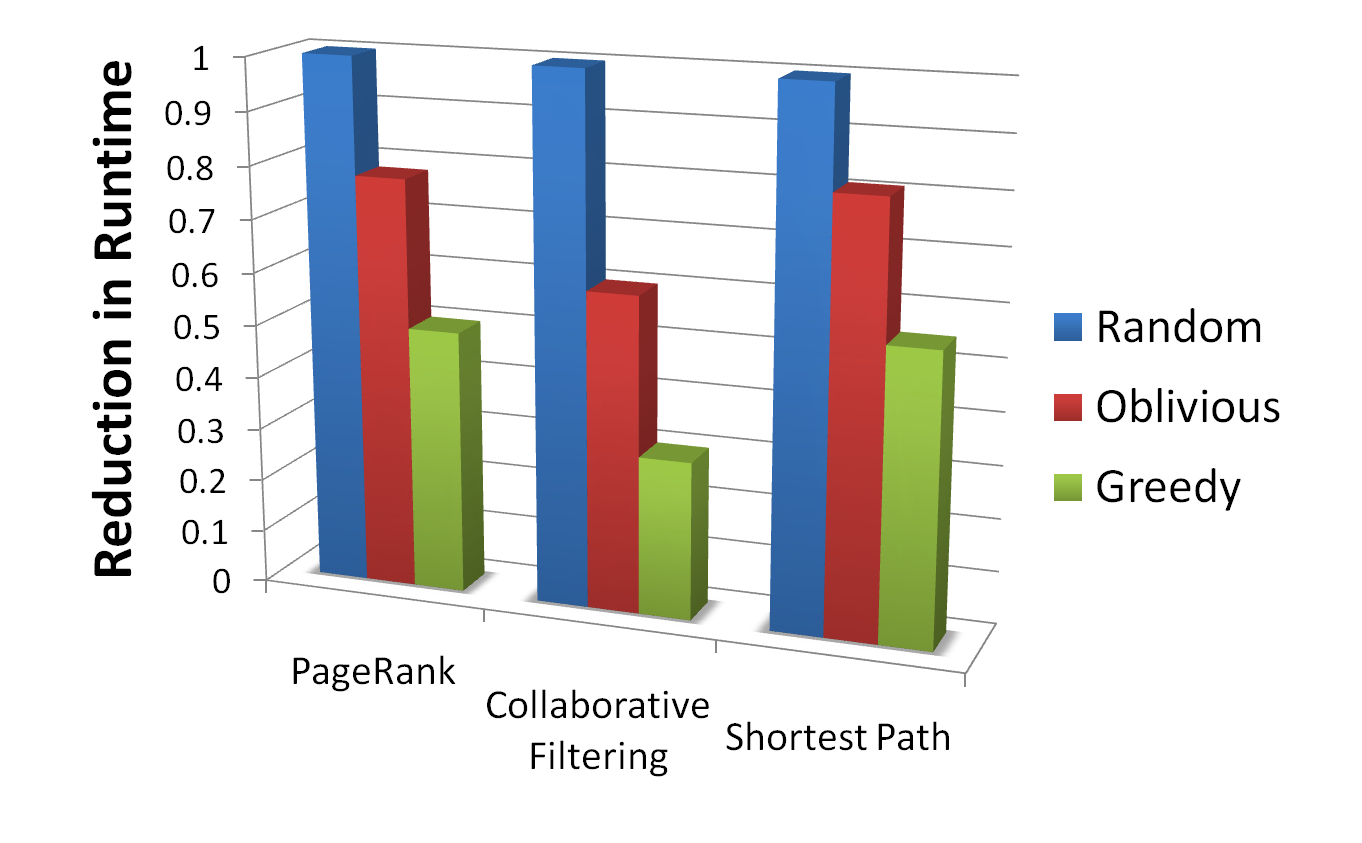 Reduction in Runtime
1
0.9
0.8
0.7
0.6
0.5
0.4
0.3
0.2
0.1
0
PageRank
Collaborative
Filtering
Shortest Path
Random
Oblivious
Greedy